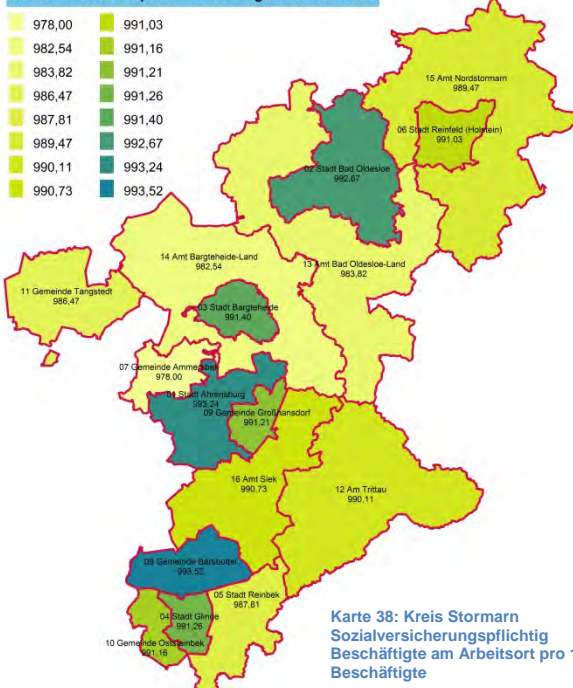 978,00 991,03
982,54 991,16
983,82 991,21
986,47 991,26
987,81 991,40
989,47 992,67
990,11 993,24
990,73 993,52
15 Amt Nordstormarn
989,47
06 Stadt Reinfeld (Holstein)
991,03
02 Stadt Bad Oldesloe
992,67
14 Amt Bargteheide-Land
982,54
13 Amt Bad Oldesloe-Land
983,82
11 Gemeinde Tangstedt
986,47
03 Stadt Bargteheide
991,40
07 Gemeinde Ammersbek
978,00
01 Stadt Ahrensburg
993,24
09 Gemeinde Großhansdorf
991,21
16 Amt Siek
990,73
12 Am Trittau
990,11
08 Gemeinde Barsbüttel
993,52
05 Stadt Reinbek
987,81
04 Stadt Glinde
991,26
10 Gemeinde Oststeinbek
991,16
Karte 38: Kreis Stormarn
Sozialversicherungspflichtig
Beschäftigte am Arbeitsort pro
Beschäftigte